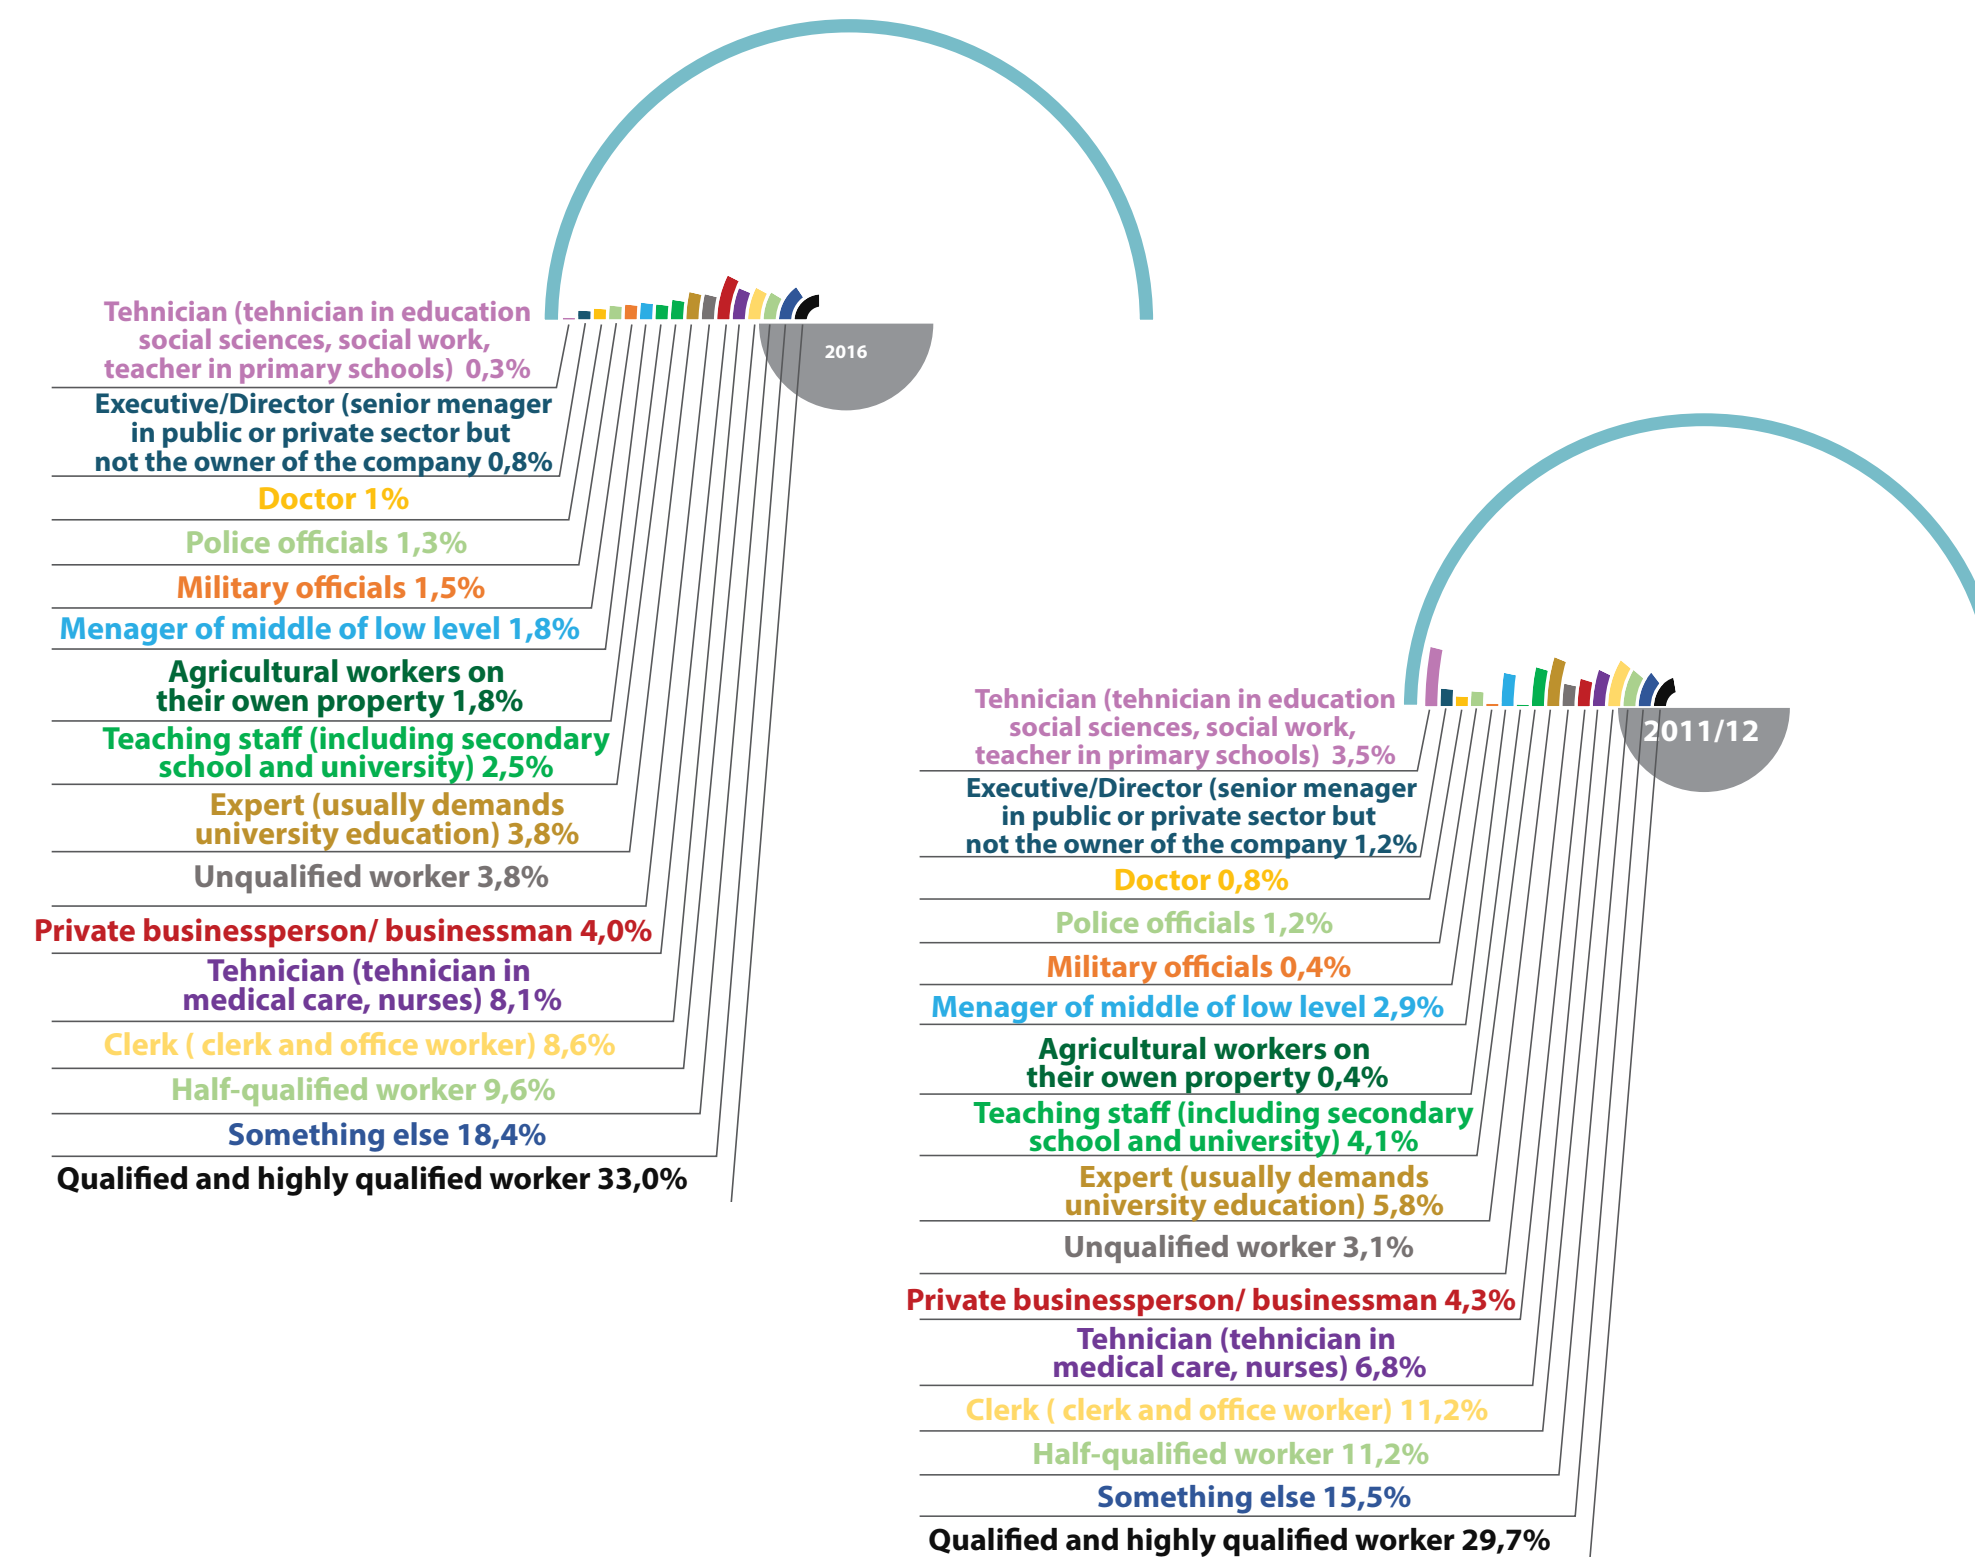 2016
Tehnician (tehnician in education
social sciences, social work,
teacher in primary schools) 0,3%
Executive/Director (senior menager
in public or private sector but
not the owner of the company 0,8%
Doctor 1%
Police officials 1,3%
Military officials 1,5%
Menager of middle of low level 1,8%
Agricultural workers on
their owen property 1,8%
Teaching staff (including secondary
school and university) 2,5%
Expert (usually demands
university education) 3,8%
Unqualified worker 3,8%
Private businessperson/ businessman 4,0%
Tehnician (tehnician in
medical care, nurses) 8,1%
Clerk ( clerk and office worker) 8,6%
Half-qualified worker 9,6%
Something else 18,4%
Qualified and highly qualified worker 33,0%
2011/12
Tehnician (tehnician in education
social sciences, social work,
teacher in primary schools) 3,5%
Executive/Director (senior menager
in public or private sector but
not the owner of the company 1,2%
Doctor 0,8%
Police officials 1,2%
Military officials 0,4%
Menager of middle of low level 2,9%
Agricultural workers on
their owen property 0,4%
Teaching staff (including secondary
school and university) 4,1%
Expert (usually demands
university education) 5,8%
Unqualified worker 3,1%
Private businessperson/ businessman 4,3%
Tehnician (tehnician in
medical care, nurses) 6,8%
Clerk ( clerk and office worker) 11,2%
Half-qualified worker 11,2%
Something else 15,5%
Qualified and highly qualified worker 29,7%